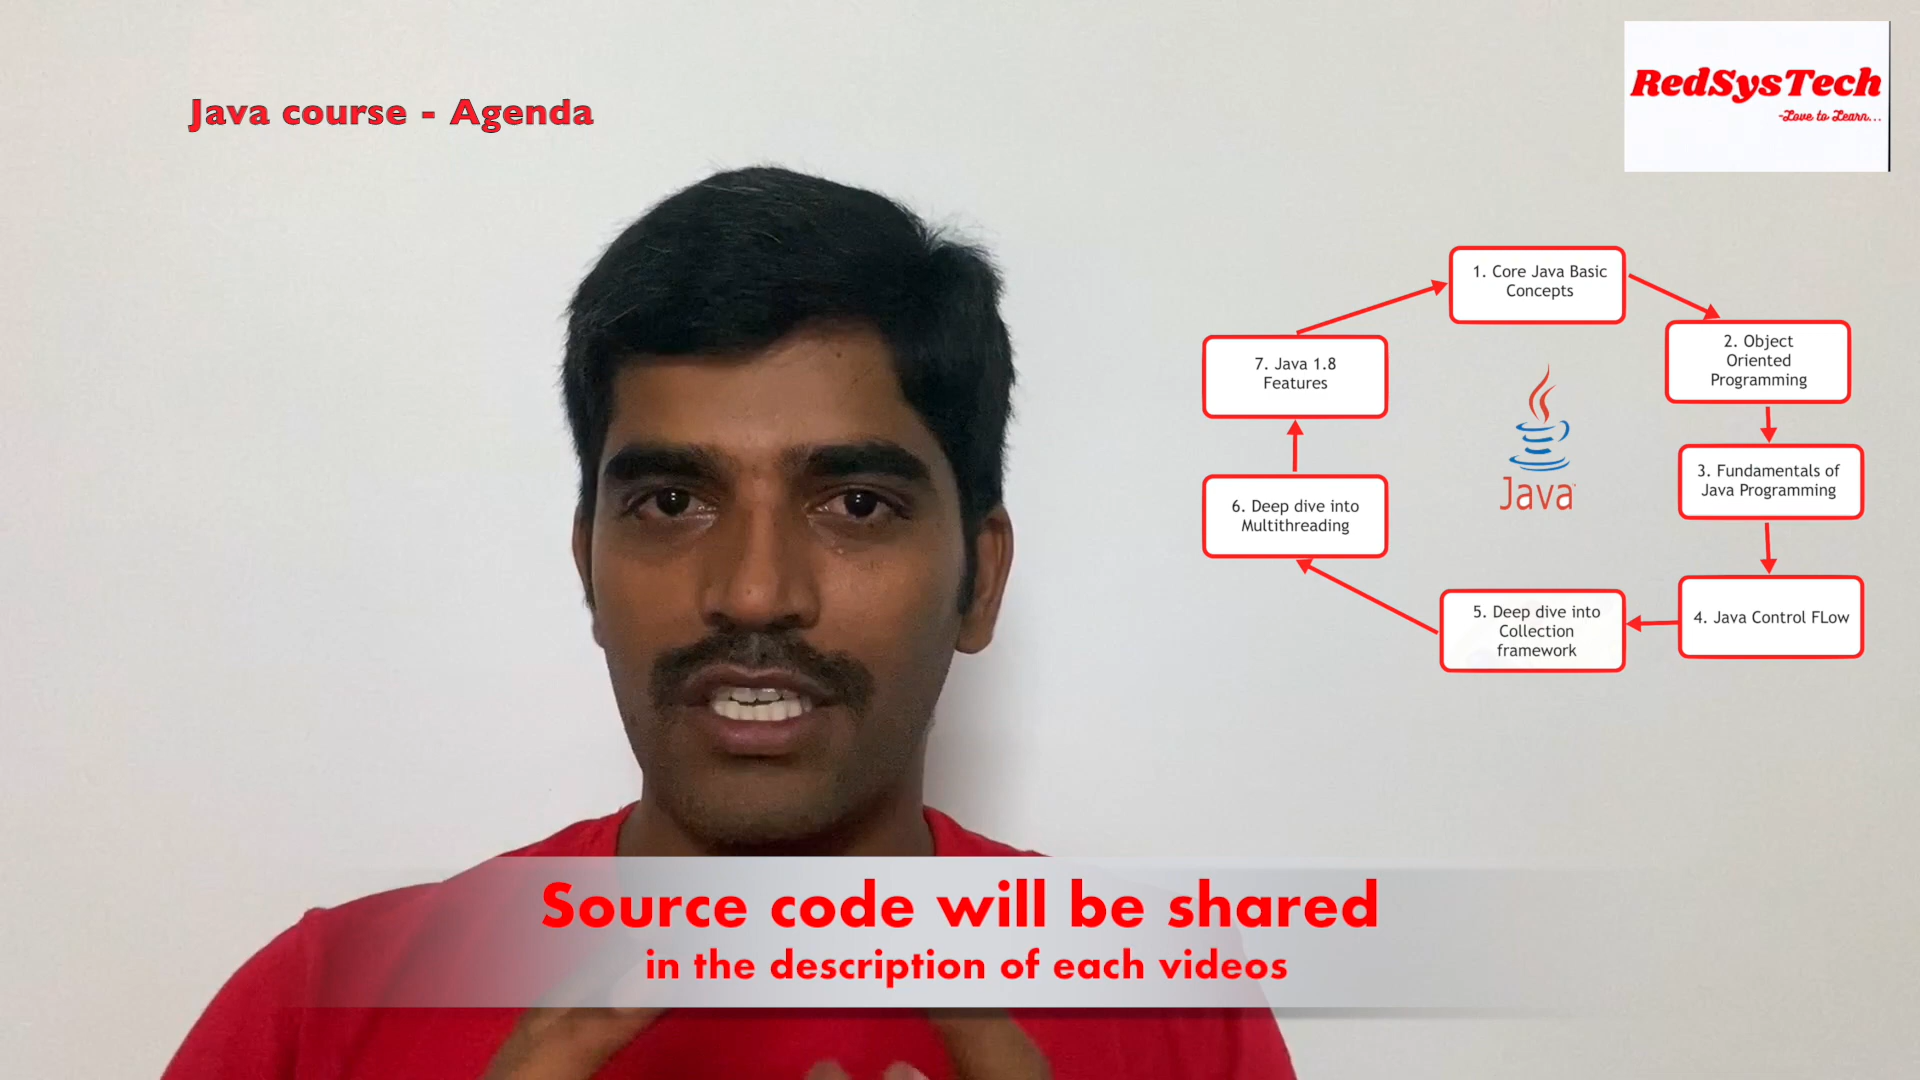 Java course - Agenda
RedSysTech
-Love to Learn...
1. Core Java Basic
Concepts
2. Object
Oriented
Programming
3. Fundamentals of
Java Programming
4. Java Control FLow
5. Deep dive into
Collection
framework
6. Deep dive into
Multithreading
7. Java 1.8
Features
Java
Source code will be shared
in the description of each videos